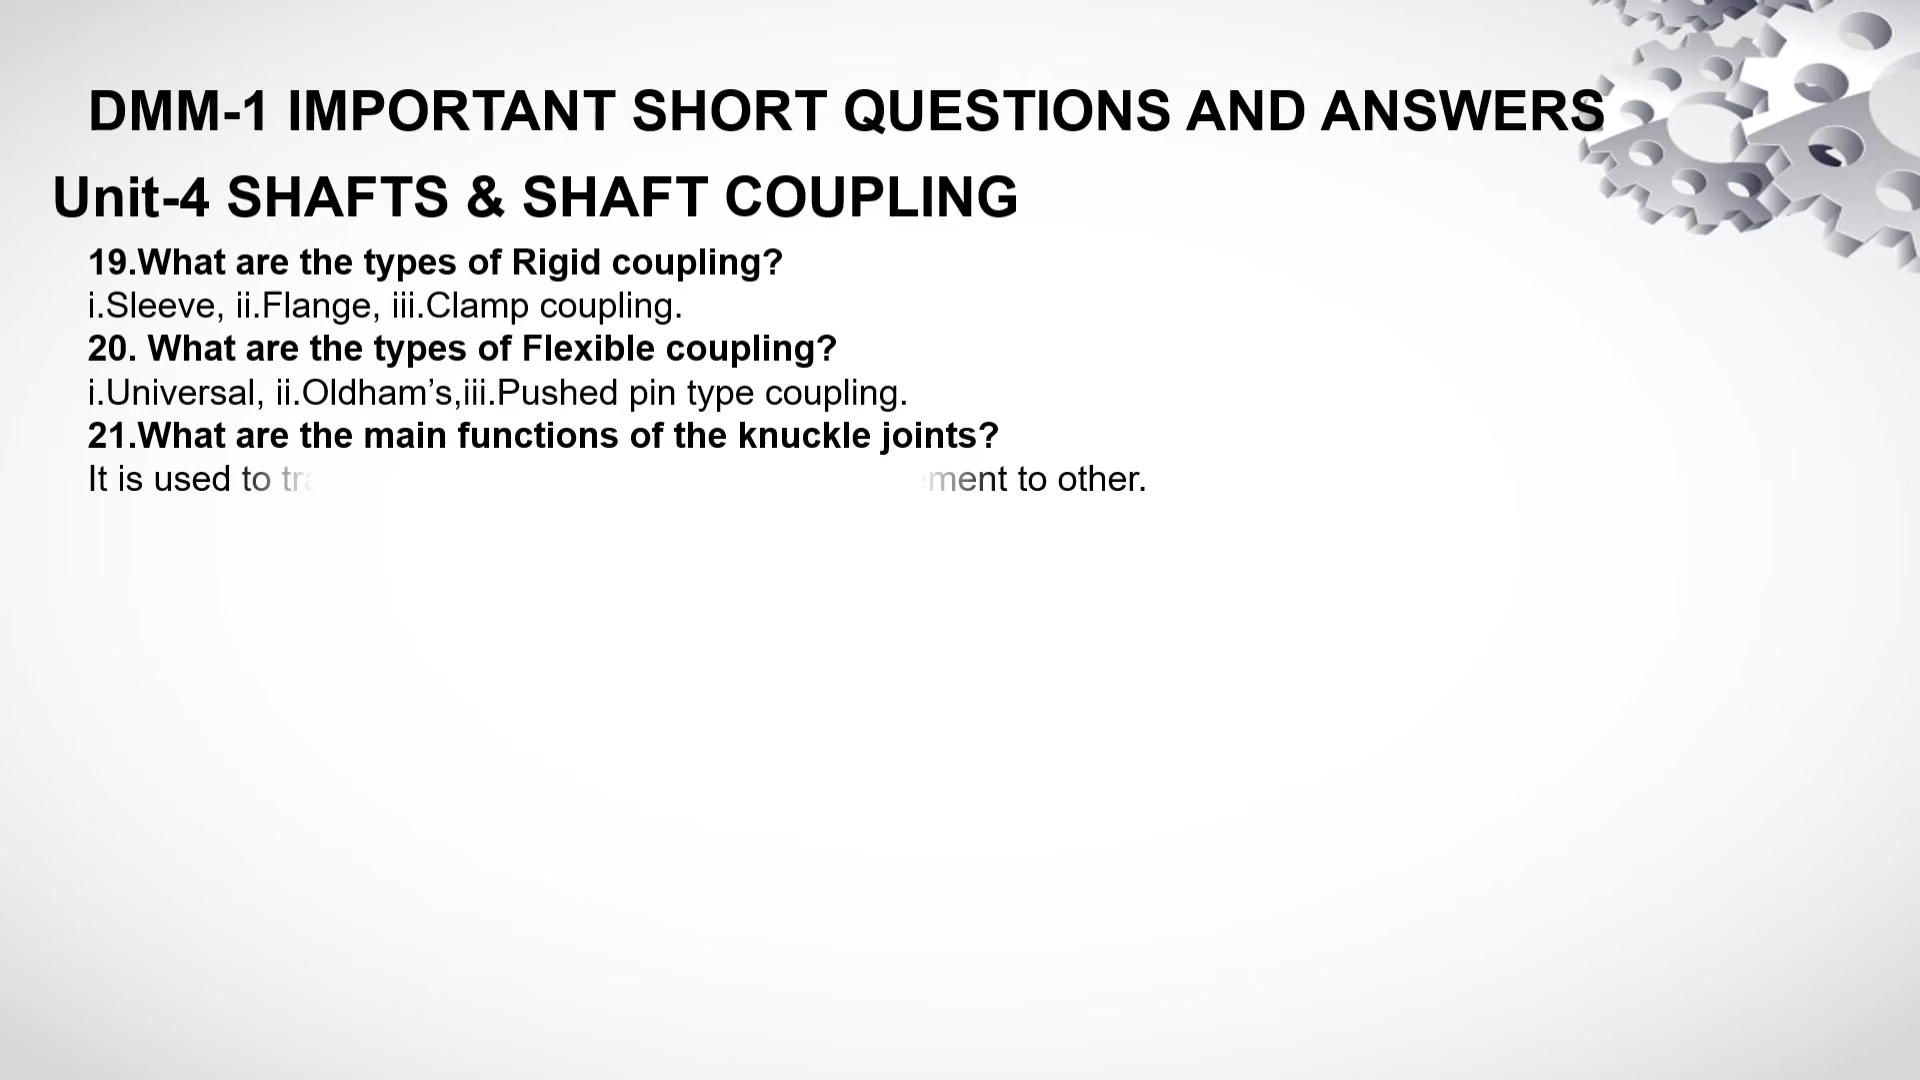 DMM-1 IMPORTANT SHORT QUESTIONS AND ANSWERS
Unit-4 SHAFTS & SHAFT COUPLING
19.What are the types of Rigid coupling?
i.Sleeve, ii.Flange, iii.Clamp coupling.
20. What are the types of Flexible coupling?
i.Universal, ii.Oldham’s,iii.Pushed pin type coupling.
21.What are the main functions of the knuckle joints?
It is used to to other.